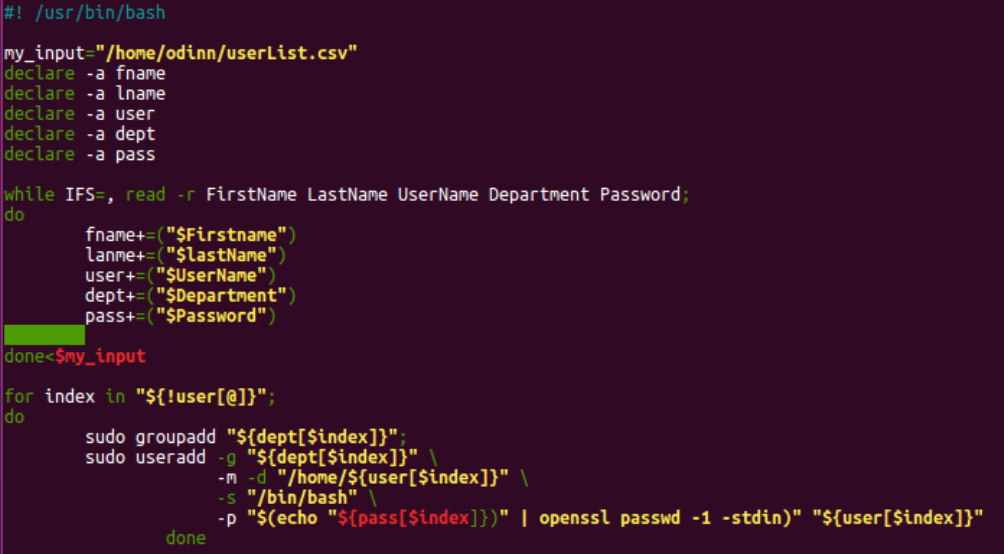 #! /usr/bin/bash
my_input="/home/odinn/userList.csv"
declare -a fname
declare -a lname
declare -a user
declare -a dept
declare -a pass
while IFS=, read -r FirstName LastName UserName Department Password;
do
fname+=("$Firstname")
lanme+=("$lastName")
user+=("$UserName")
dept+=("$Department")
pass+=("$Password")
done<$my_input
for index in "${!user[@]}";
do
sudo groupadd "${dept[$index]}";
sudo useradd -g "${dept[$index]}" \
-m -d "/home/${user[$index]}" \
-s "/bin/bash" \
-p "$(echo "${pass[$index]})" | openssl passwd -1 -stdin)" "${user[$index]}"
done